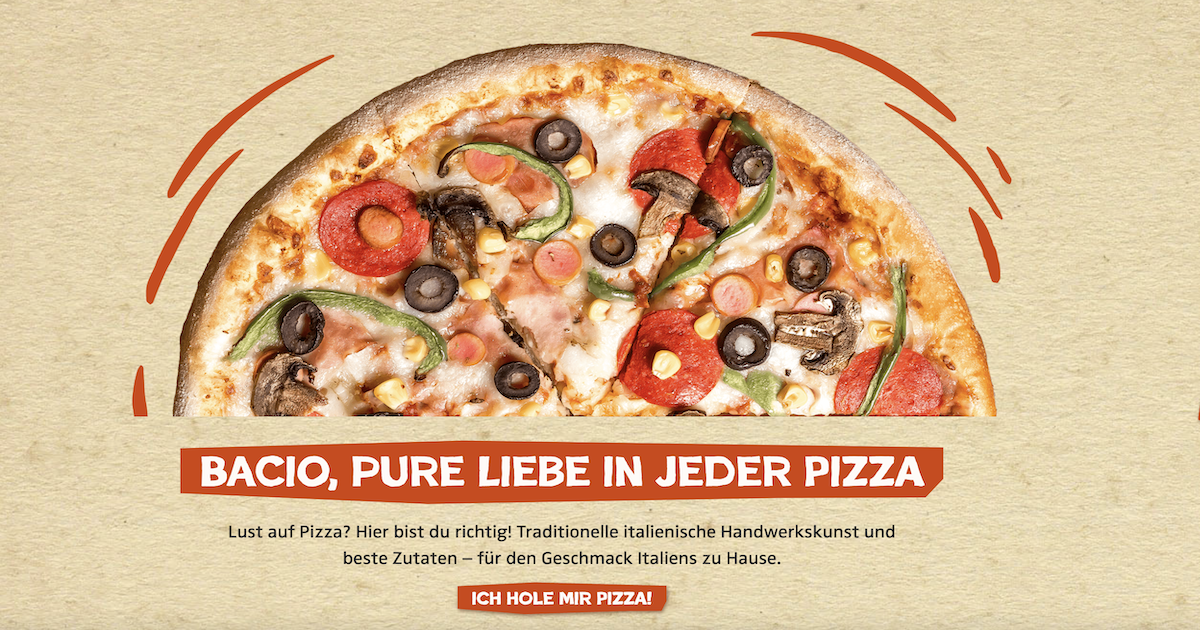 BACIO, PURE LIEBE IN JEDER PIZZA
Lust auf Pizza? Hier bist du richtig! Traditionelle italienische Handwerkskunst und
beste Zutaten – für den Geschmack Italiens zu Hause.
ICH HOLE MIR PIZZA!